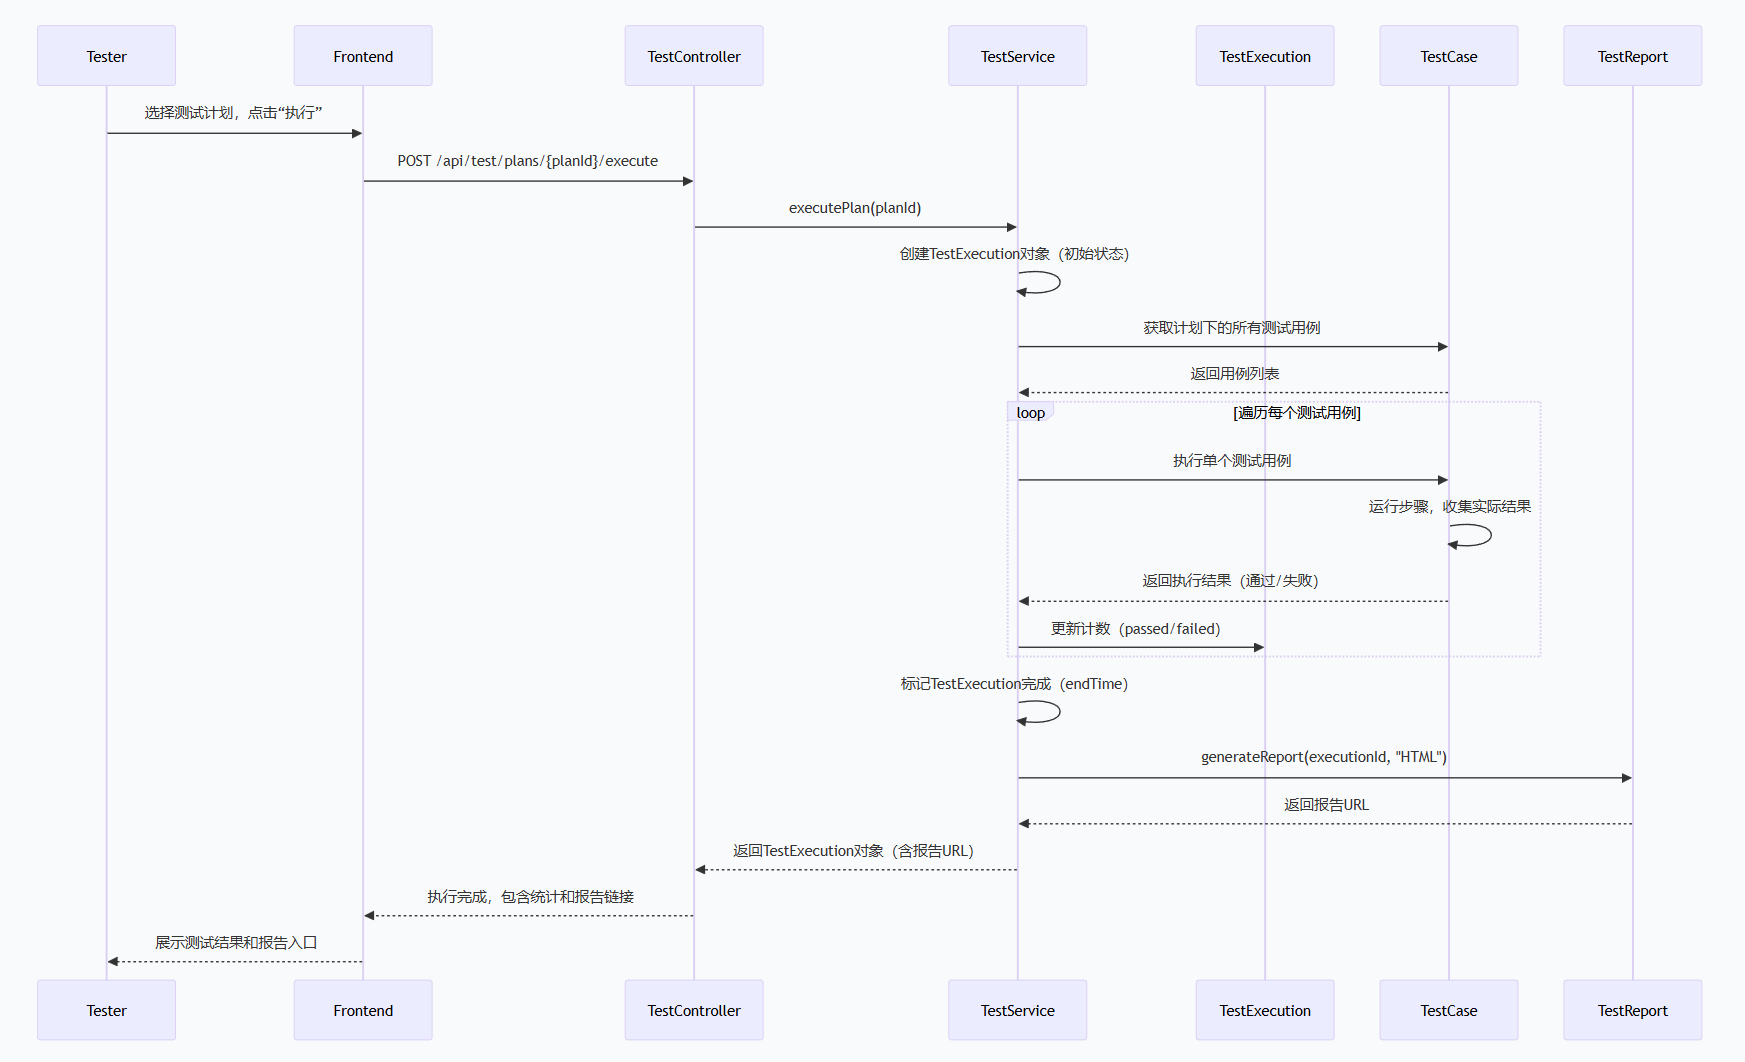 Tester
Frontend
TestController
TestService
TestExecution
TestCase
TestReport
选择测试计划，点击“执行”
POST /api/test/plans/{planId}/execute
executePlan(planId)
创建TestExecution对象（初始状态）
获取计划下的所有测试用例
返回用例列表
loop
[遍历每个测试用例]
执行单个测试用例
运行步骤，收集实际结果
返回执行结果（通过/失败）
更新计数（passed/failed）
标记TestExecution完成（endTime）
generateReport(executionId, "HTML")
返回报告URL
返回TestExecution对象（含报告URL）
执行完成，包含统计和报告链接
展示测试结果和报告入口
Tester
Frontend
TestController
TestService
TestExecution
TestCase
TestReport